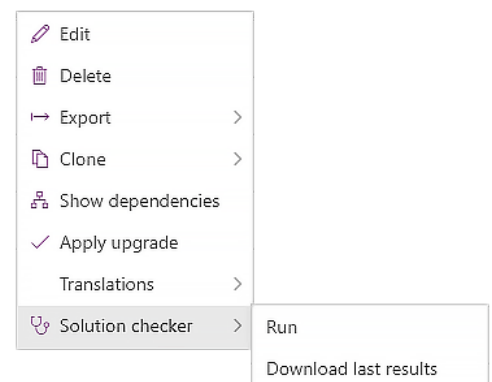 Edit
Delete
Export
Clone
Show dependencies
Apply upgrade
Translations
Solution checker
Run
Download last results